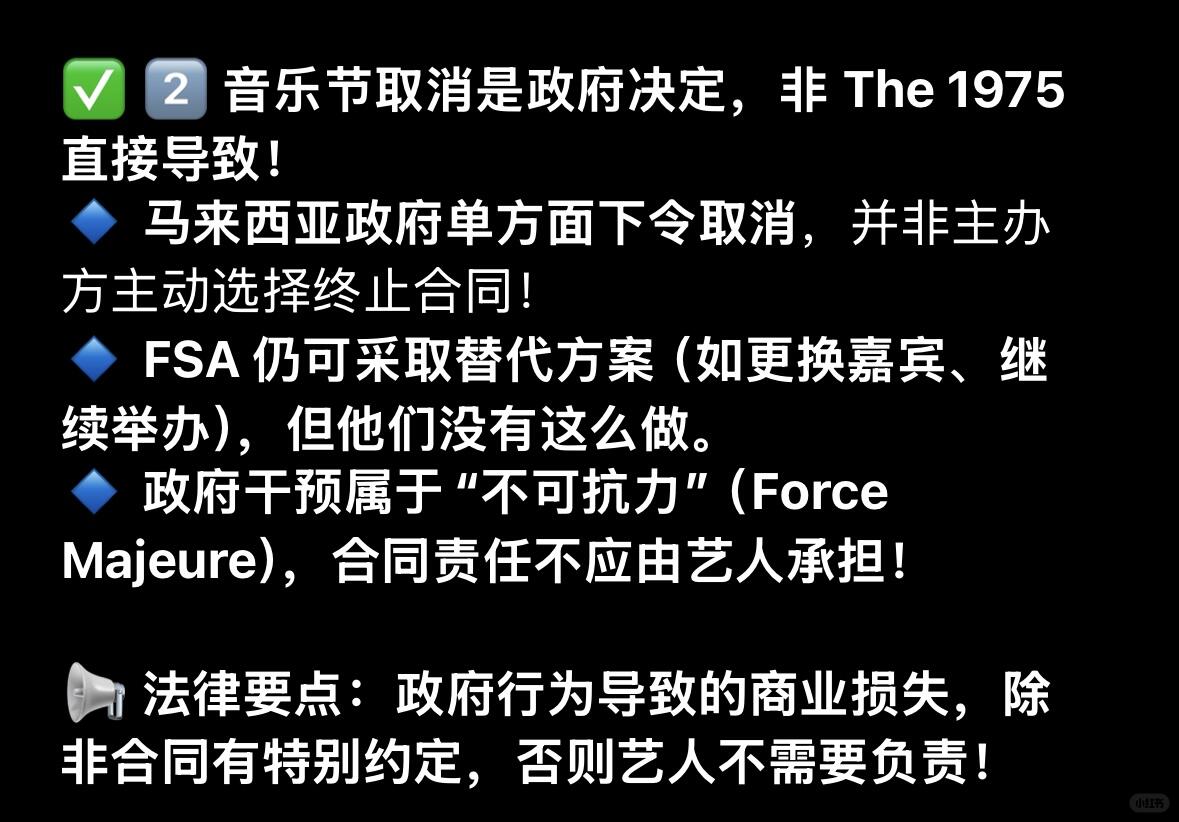 ✅ 2️⃣ 音乐节取消是政府决定，非 The 1975
直接导致！
🔹 马来西亚政府单方面下令取消，并非主办
方主动选择终止合同！
🔹 FSA 仍可采取替代方案（如更换嘉宾、继
续举办），但他们没有这么做。
🔹 政府干预属于 “不可抗力”（Force
Majeure），合同责任不应由艺人承担！
📢 法律要点：政府行为导致的商业损失，除
非合同有特别约定，否则艺人不需要负责！
小红书